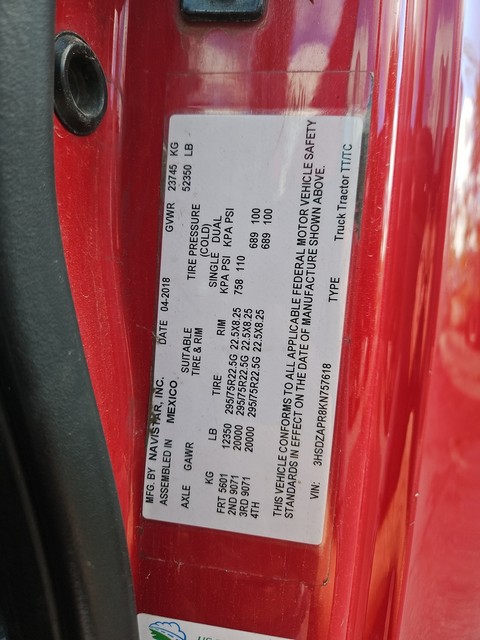 MFG. BY NAVISTAR, INC. DATE 04-2018 GVWR 23745 KG
ASSEMBLED IN MEXICO. 52350 LB
AXLE GAWR SUITABLE TIRE PRESSURE
TIRE & RIM (COLD)
SINGLE DUAL
KG LB TIRE RIM KPA PSI KPA PSI
FRT 5601 12350 295/75R22.5G 22.5X8.25 758 110
2ND 9071 20000 295/75R22.5G 22.5X8.25 689 100
3RD 9071 20000 295/75R22.5G 22.5X8.25 689 100
4TH
THIS VEHICLE CONFORMS TO ALL APPLICABLE FEDERAL MOTOR VEHICLE SAFETY
STANDARDS IN EFFECT ON THE DATE OF MANUFACTURE SHOWN ABOVE.
VIN: 3HSDZAPR8KN757618 TYPE Truck Tractor TT/TC